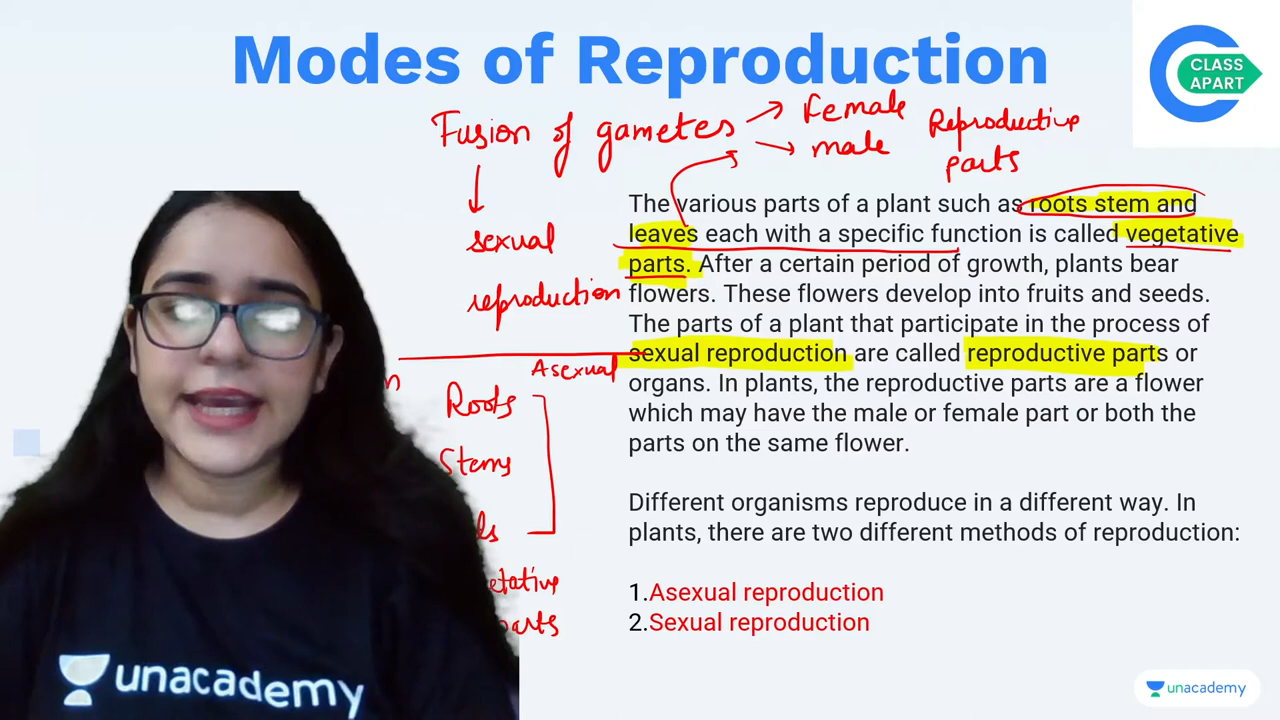 Modes of Reproduction
CLASS
APART
Fusion of gametes → Female
→ male
Reproductive
parts
↓
sexual
reproduction
The various parts of a plant such as roots stem and
leaves each with a specific function is called vegetative
parts. After a certain period of growth, plants bear
flowers. These flowers develop into fruits and seeds.
The parts of a plant that participate in the process of
sexual reproduction are called reproductive parts or
organs. In plants, the reproductive parts are a flower
which may have the male or female part or both the
parts on the same flower.
Asexual
Roots
Stems
parts
Different organisms reproduce in a different way. In
plants, there are two different methods of reproduction:
1.Asexual reproduction
2.Sexual reproduction
unacademy
unacademy